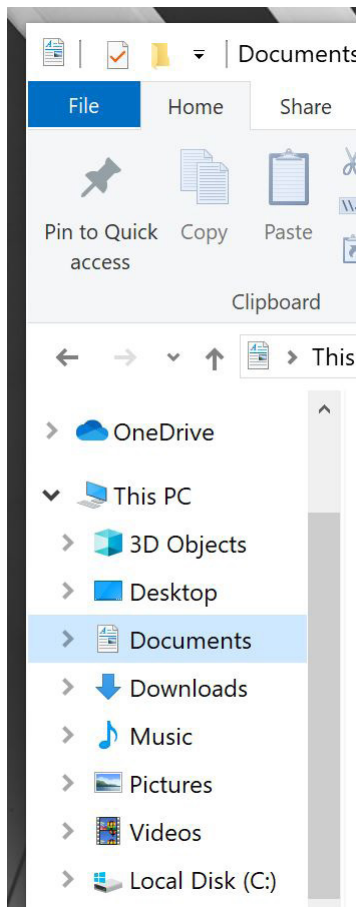 Documents
File Home Share
Pin to Quick access Copy Paste
Clipboard
This
OneDrive
This PC
3D Objects
Desktop
Documents
Downloads
Music
Pictures
Videos
Local Disk (C:)